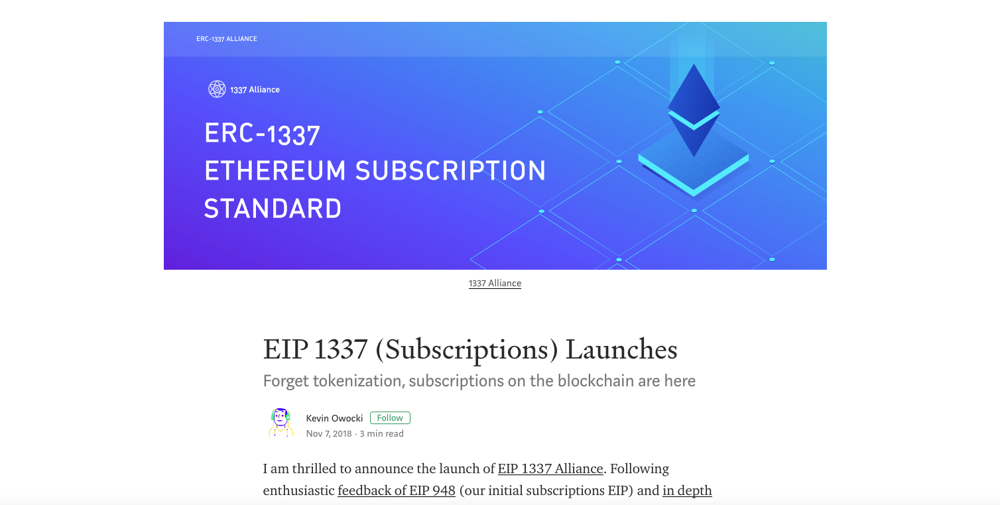 ERC-1337 ALLIANCE
1337 Alliance
ERC-1337
ETHEREUM SUBSCRIPTION
STANDARD
1337 Alliance
EIP 1337 (Subscriptions) Launches
Forget tokenization, subscriptions on the blockchain are here
Kevin Owocki Follow
Nov 7, 2018 · 3 min read
I am thrilled to announce the launch of EIP 1337 Alliance. Following
enthusiastic feedback of EIP 948 (our initial subscriptions EIP) and in depth